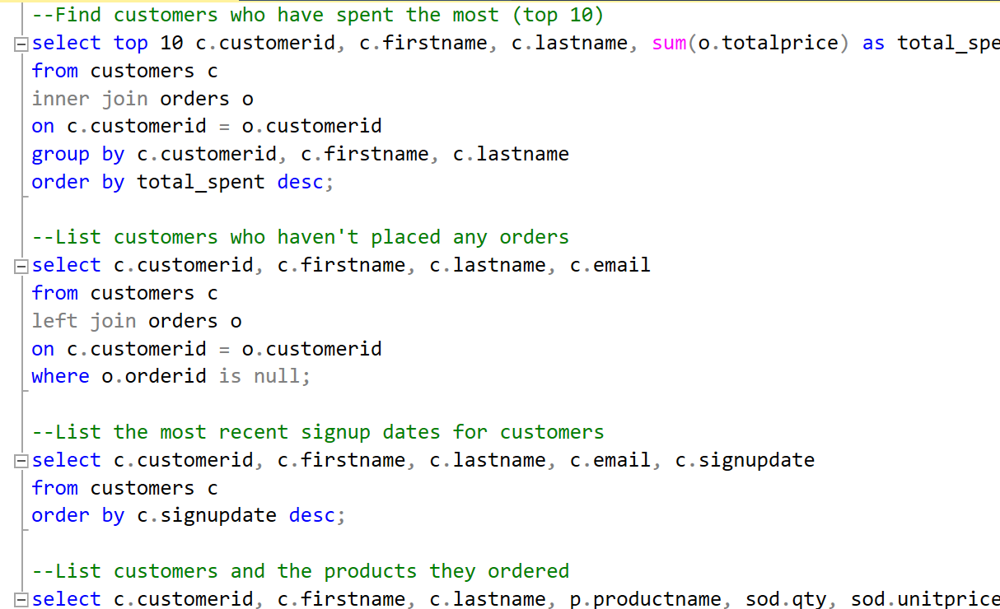 --Find customers who have spent the most (top 10)
select top 10 c.customerid, c.firstname, c.lastname, sum(o.totalprice) as total_spe
from customers c
inner join orders o
on c.customerid = o.customerid
group by c.customerid, c.firstname, c.lastname
order by total_spent desc;
--List customers who haven't placed any orders
select c.customerid, c.firstname, c.lastname, c.email
from customers c
left join orders o
on c.customerid = o.customerid
where o.orderid is null;
--List the most recent signup dates for customers
select c.customerid, c.firstname, c.lastname, c.email, c.signupdate
from customers c
order by c.signupdate desc;
--List customers and the products they ordered
select c.customerid, c.firstname, c.lastname, p.productname, sod.qty, sod.unitprice